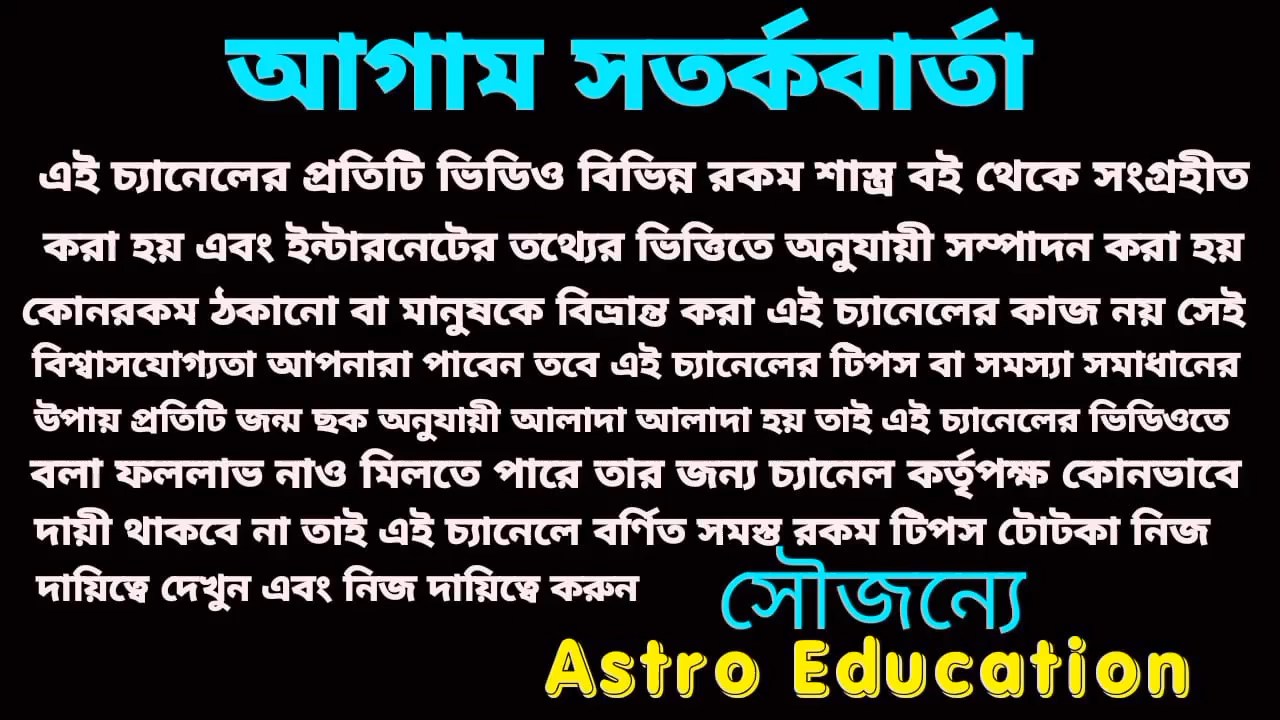 আগাম সতর্কবার্তা
এই চ্যানেলের প্রতিটি ভিডিও বিভিন্ন রকম শাস্ত্র বই থেকে সংগ্রহীত
করা হয় এবং ইন্টারনেটের তথ্যের ভিত্তিতে অনুযায়ী সম্পাদন করা হয়
কোনরকম ঠকানো বা মানুষকে বিভ্রান্ত করা এই চ্যানেলের কাজ নয় সেই
বিশ্বাসযোগ্যতা আপনারা পাবেন তবে এই চ্যানেলের টিপস বা সমস্যা সমাধানের
উপায় প্রতিটি জন্ম ছক অনুযায়ী আলাদা আলাদা হয় তাই এই চ্যানেলের ভিডিওতে
বলা ফললাভ নাও মিলতে পারে তার জন্য চ্যানেল কর্তৃপক্ষ কোনভাবে
দায়ী থাকবে না তাই এই চ্যানেলে বর্ণিত সমস্ত রকম টিপস টোটকা নিজ
দায়িত্বে দেখুন এবং নিজ দায়িত্বে করুন
সৌজন্যে
Astro Education